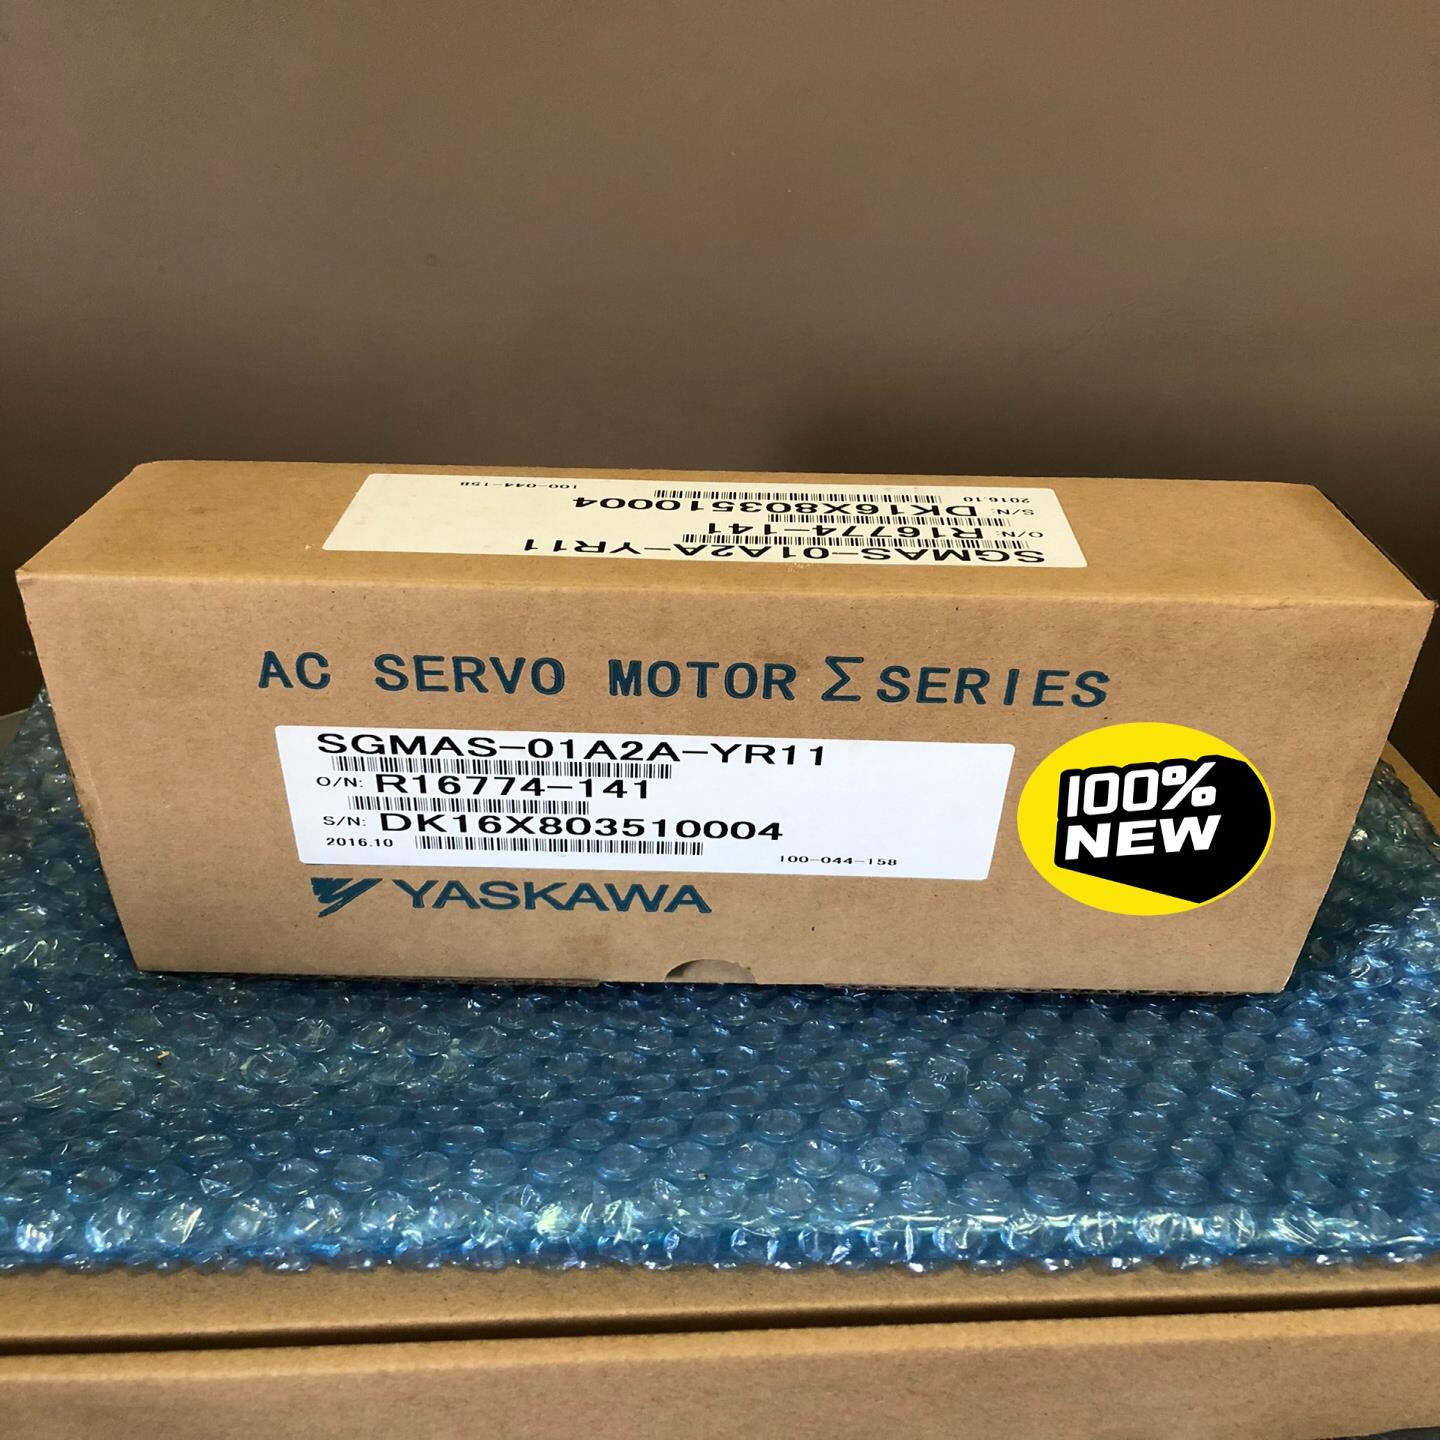 100-044-158
2016.10
S/N: DK16X803510004
O/N: R16774-141
SGMAS-01A2A-YR11
AC SERVO MOTOR Σ SERIES
SGMAS-01A2A-YR11
O/N: R16774-141
S/N: DK16X803510004
2016.10
100-044-158
YASKAWA
100%
NEW